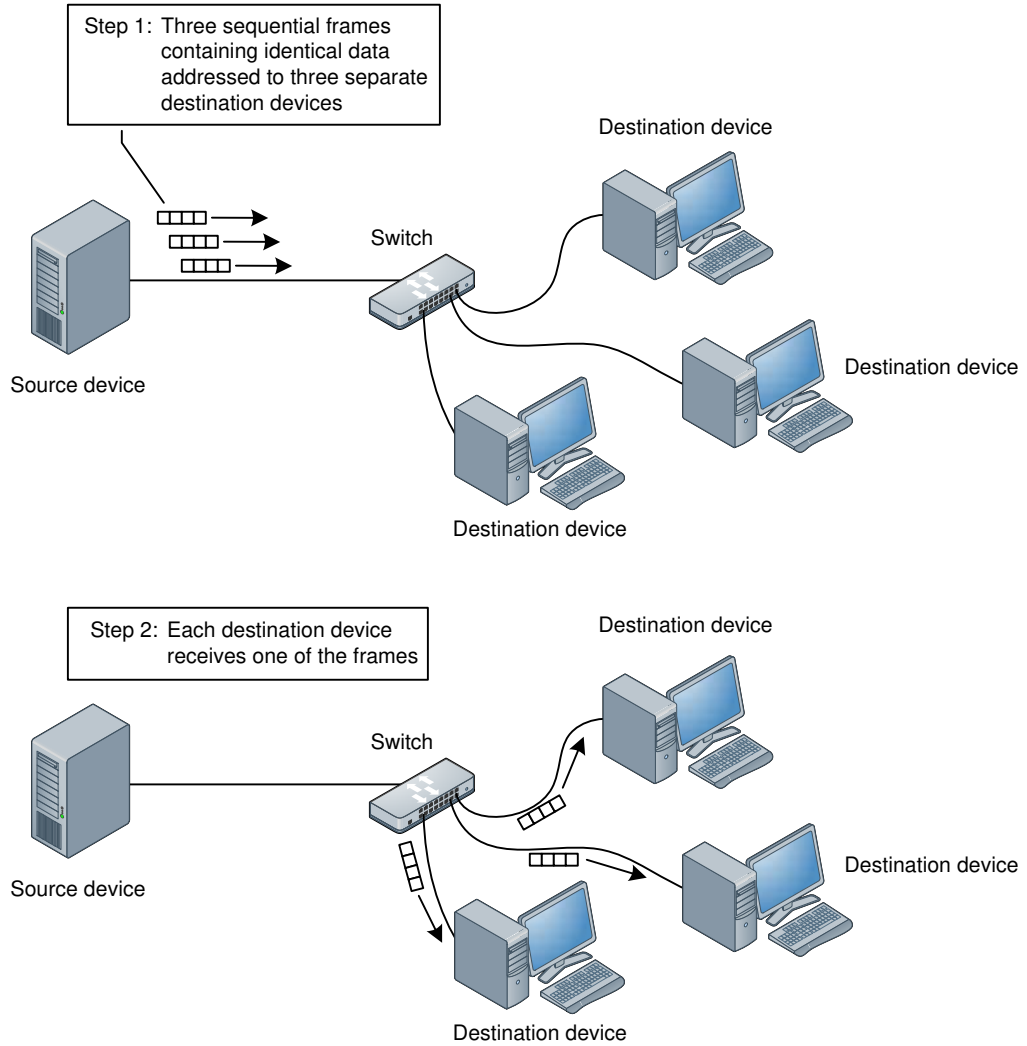 Step 1: Three sequential frames
containing identical data
addressed to three separate
destination devices
Destination device
Switch
Source device
Destination device
Destination device
Step 2: Each destination device
receives one of the frames
Destination device
Switch
Source device
Destination device
Destination device